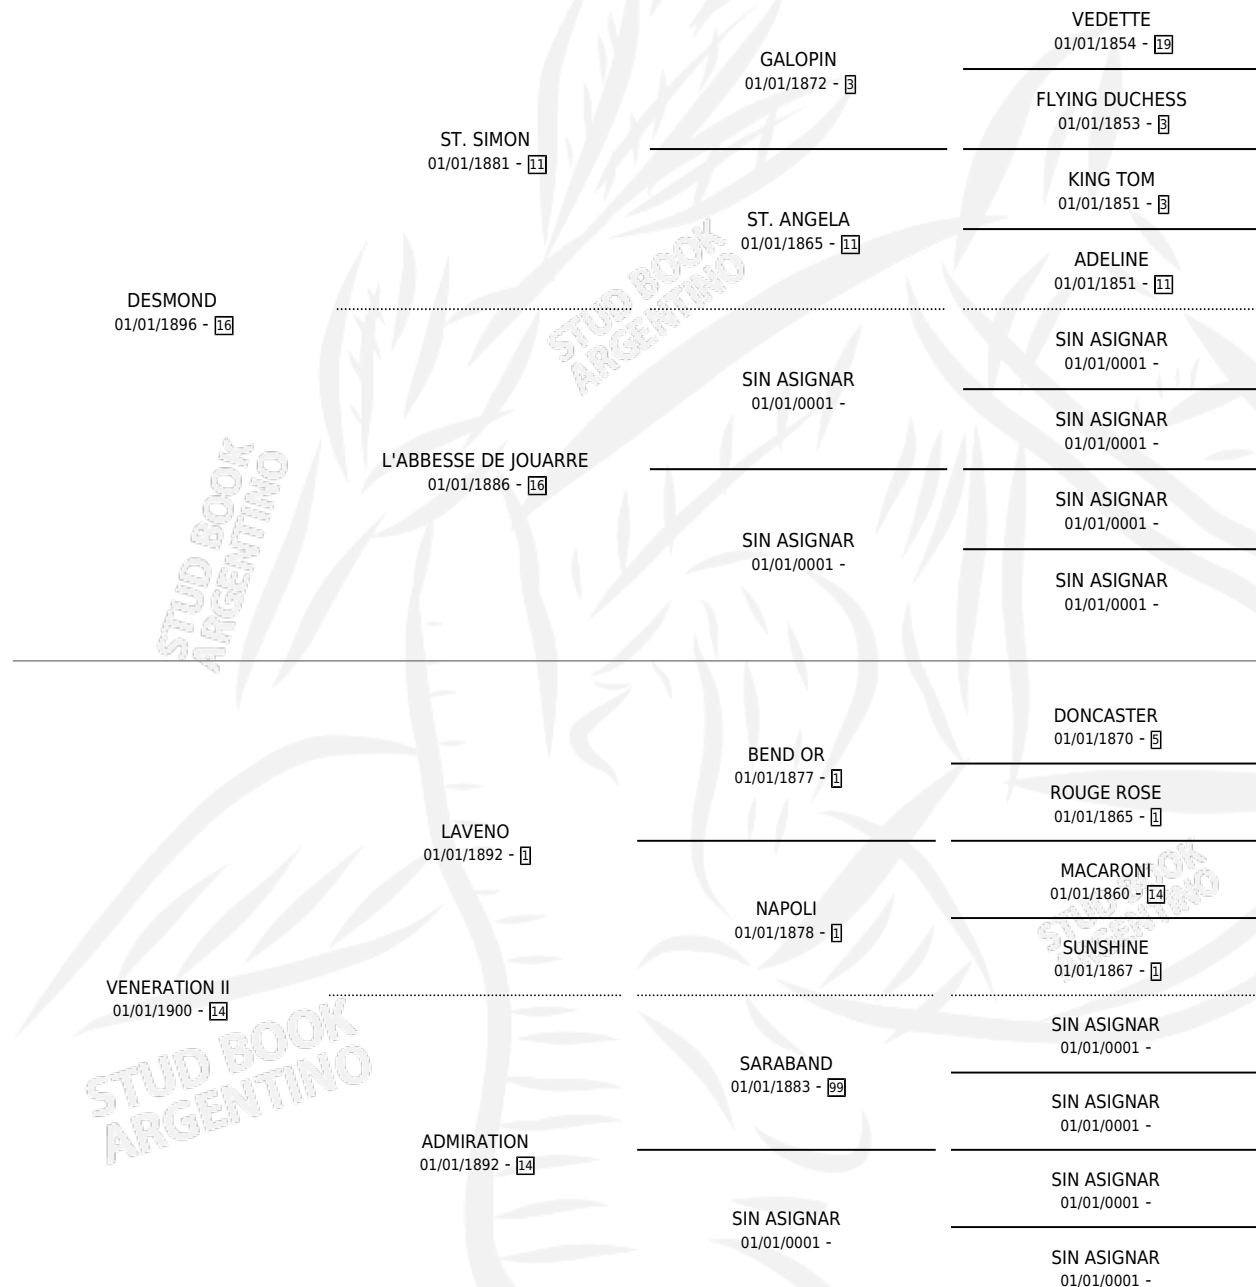 VEDETTE
01/01/1854 - 19
GALOPIN
01/01/1872 - 3
FLYING DUCHESS
01/01/1853 - 3
ST. SIMON
01/01/1881 - 11
KING TOM
01/01/1851 - 3
ST. ANGELA
01/01/1865 - 11
ADELINE
01/01/1851 - 11
DESMOND
01/01/1896 - 16
SIN ASIGNAR
01/01/0001 -
SIN ASIGNAR
01/01/0001 -
SIN ASIGNAR
01/01/0001 -
L'ABBESSE DE JOUARRE
01/01/1886 - 16
SIN ASIGNAR
01/01/0001 -
SIN ASIGNAR
01/01/0001 -
SIN ASIGNAR
01/01/0001 -
STUD BOOK
ARGENTINO
STUD BOOK
ARGENTINO
DONCASTER
01/01/1870 - 5
BEND OR
01/01/1877 - 1
ROUGE ROSE
01/01/1865 - 1
LAVENO
01/01/1892 - 1
MACARONI
01/01/1860 - 14
NAPOLI
01/01/1878 - 1
SUNSHINE
01/01/1867 - 1
VENERATION II
01/01/1900 - 14
SIN ASIGNAR
01/01/0001 -
SARABAND
01/01/1883 - 99
SIN ASIGNAR
01/01/0001 -
ADMIRATION
01/01/1892 - 14
SIN ASIGNAR
01/01/0001 -
SIN ASIGNAR
01/01/0001 -
SIN ASIGNAR
01/01/0001 -
STUD BOOK
ARGENTINO
STUD BOOK
ARGENTINO